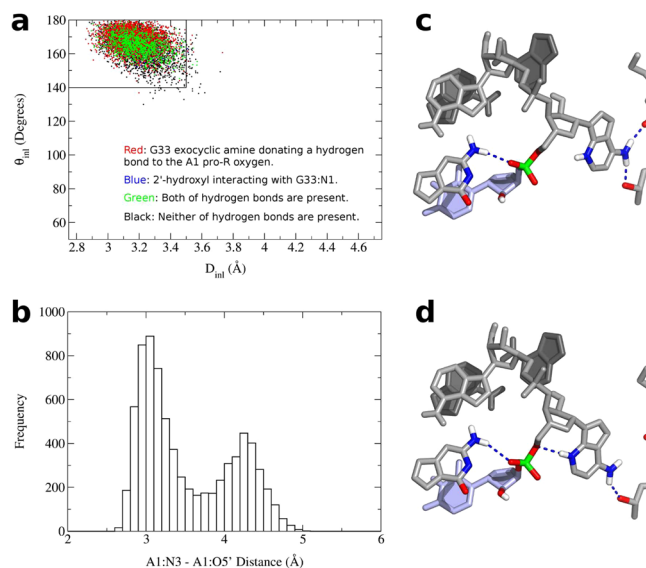 a
180
160
140
120
100
80
60
θinl (Degrees)
Red: G33 exocyclic amine donating a hydrogen
bond to the A1 pro-R oxygen.
Blue: 2'-hydroxyl interacting with G33:N1.
Green: Both of hydrogen bonds are present.
Black: Neither of hydrogen bonds are present.
2.8 3 3.2 3.4 3.6 3.8 4 4.2 4.4 4.6
Dinl (Å)
c
b
1000
800
600
400
200
0
Frequency
2 3 4 5 6
A1:N3 - A1:O5' Distance (Å)
d